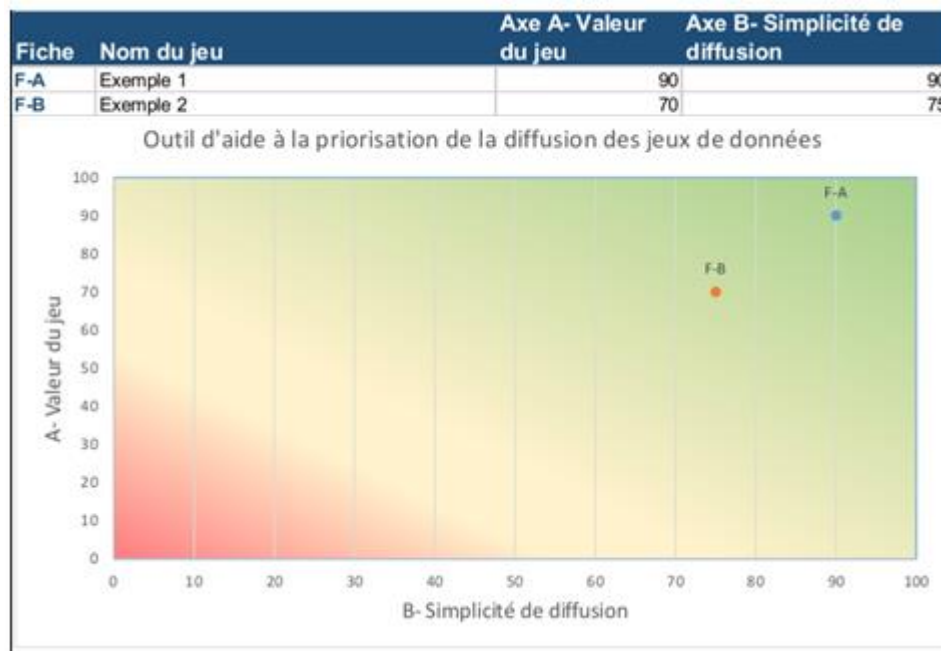 Fiche Nom du jeu Axe A- Valeur du jeu Axe B- Simplicité de diffusion
F-A Exemple 1 90 90
F-B Exemple 2 70 75
Outil d'aide à la priorisation de la diffusion des jeux de données
100
90
80
70
60
50
40
30
20
10
0
A- Valeur du jeu
F-A
F-B
0 10 20 30 40 50 60 70 80 90 100
B- Simplicité de diffusion